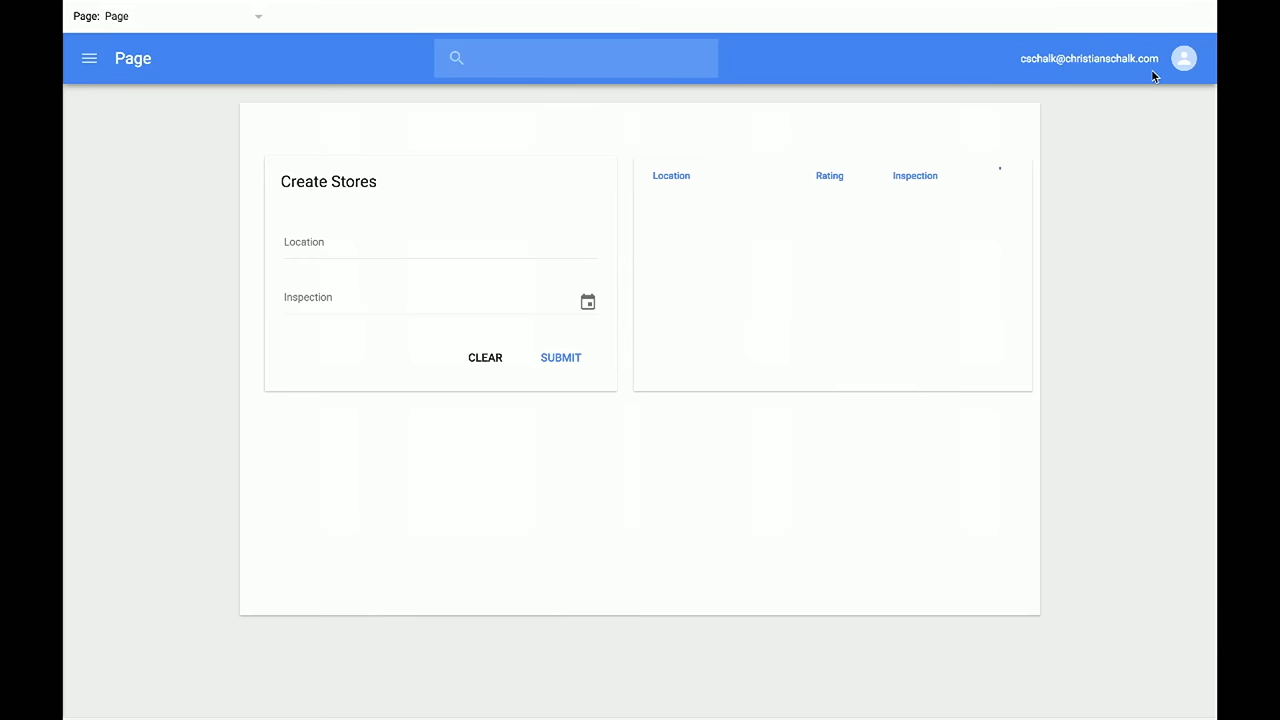 Page: Page
Page
cschalk@christianschalk.com
Create Stores
Location
Inspection
CLEAR SUBMIT
Location Rating Inspection